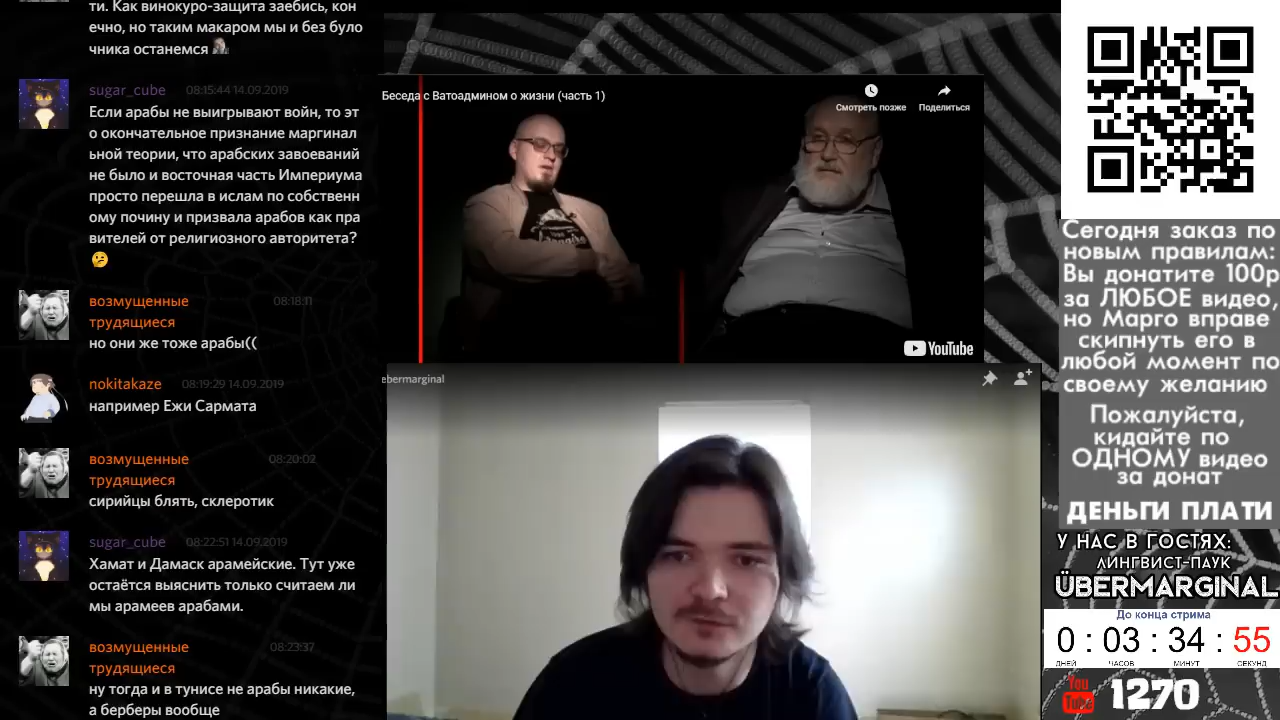 ти. Как винокуро-защита заебись, кон
ечно, но таким макаром мы и без було
чника останемся
sugar_cube 08:15:44 14.09.2019
Если арабы не выигрывают войн, то эт
о окончательное признание маргинал
ьной теории, что арабских завоеваний
не было и восточная часть Империума
просто перешла в ислам по собственн
ому почину и призвала арабов как пра
вителей от религиозного авторитета?
возмущенные 08:18:11
трудящиеся
но они же тоже арабы((
nokitakaze 08:19:29 14.09.2019
например Ежи Сармата
возмущенные 08:20:02
трудящиеся
сирийцы блять, склеротик
sugar_cube 08:22:51 14.09.2019
Хамат и Дамаск арамейские. Тут уже
остаётся выяснить только считаем ли
мы арамеев арабами.
возмущенные 08:23:37
трудящиеся
ну тогда и в тунисе не арабы никакие,
а берберы вообще
Беседа с Ватоадмином о жизни (часть 1)
Смотреть позже
Поделиться
YouTube
ebermarginal
Сегодня заказ по
новым правилам:
Вы донатите 100р
за ЛЮБОЕ видео,
но Марго вправе
скипнуть его в
любой момент по
своему желанию
Пожалуйста,
кидайте по
ОДНОМУ видео
за донат
ДЕНЬГИ ПЛАТИ
У НАС В ГОСТЯХ:
ЛИНГВИСТ-ПАУК
ÜBERMARGINAL
До конца стрима
0 : 03 : 34 : 55
ДНЕЙ ЧАСОВ МИНУТ СЕКУНД
You Tube 1270